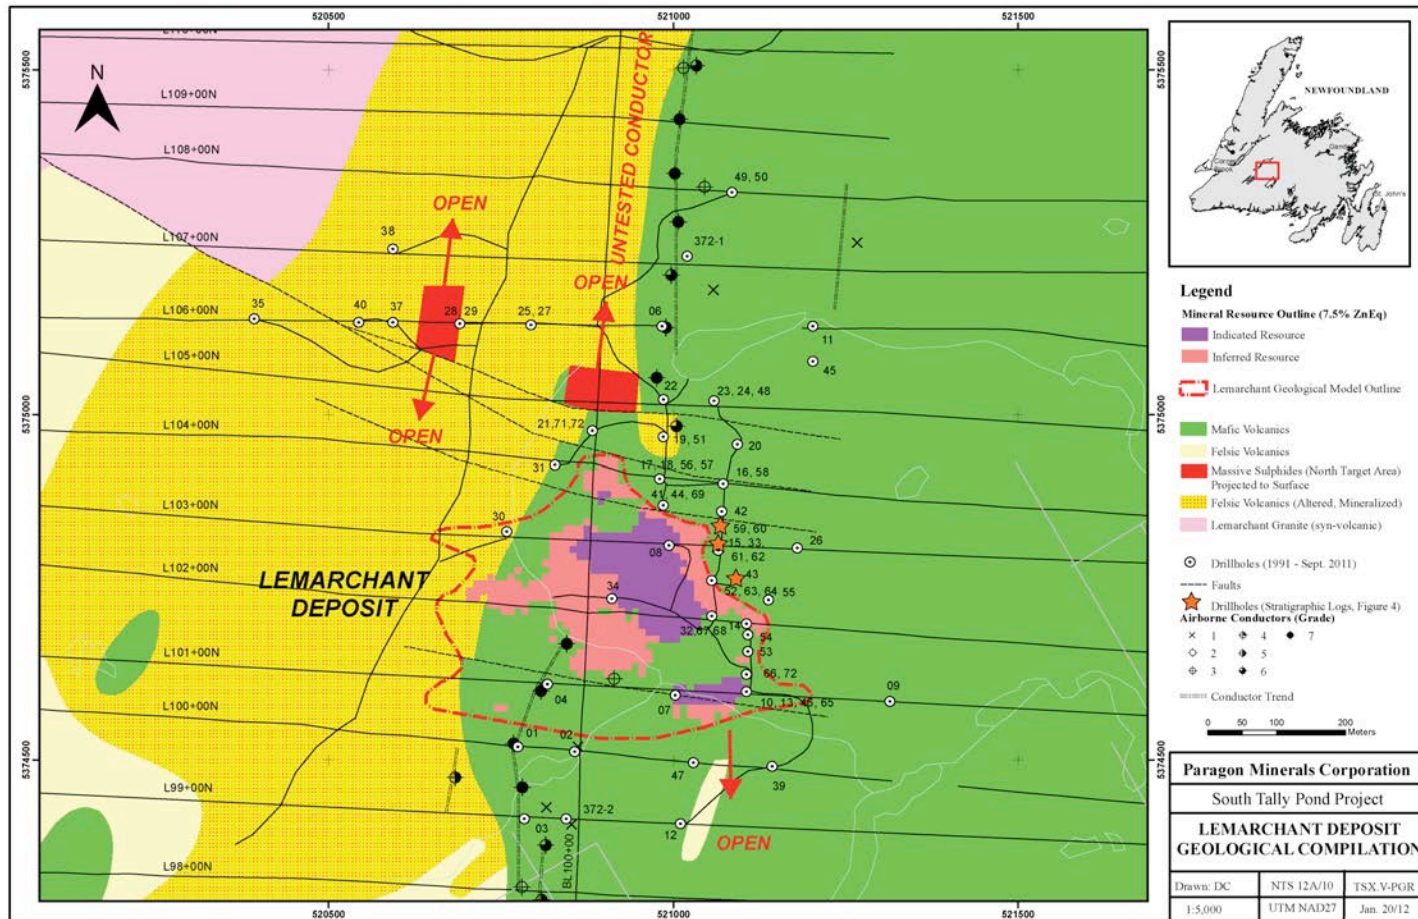 520500
521000
521500
5375500
5375500
5375000
5375000
5374500
5374500
520500
521000
521500
N
L109+00N
L108+00N
L107+00N
L106+00N
L105+00N
L104+00N
L103+00N
L102+00N
L101+00N
L100+00N
L99+00N
L98+00N
BL100+00
UNTESTED CONDUCTOR
OPEN
OPEN
OPEN
OPEN
LEMARCHANT
DEPOSIT
49, 50
38
372-1
35
40
37
28, 29
25, 27
06
11
45
22
23, 24, 48
21,71,72
19, 51
20
31
17, 18, 56, 57
16, 58
41, 44, 69
42
30
59, 60
15, 33,
26
08
61, 62
43
52, 63, 64
55
34
32,67,68
14
54
53
66, 72
04
07
10, 13, 46, 65
09
01
02
47
39
372-2
03
12
NEWFOUNDLAND
St. John's
Legend
Mineral Resource Outline (7.5% ZnEq)
Indicated Resource
Inferred Resource
Lemarchant Geological Model Outline
Mafic Volcanics
Felsic Volcanics
Massive Sulphides (North Target Area)
Projected to Surface
Felsic Volcanics (Altered, Mineralized)
Lemarchant Granite (syn-volcanic)
Drillholes (1991 - Sept. 2011)
Faults
Drillholes (Stratigraphic Logs, Figure 4)
Airborne Conductors (Grade)
1 4 7
2 5
3 6
Conductor Trend
0 50 100 200
Meters
Paragon Minerals Corporation
South Tally Pond Project
LEMARCHANT DEPOSIT
GEOLOGICAL COMPILATION
Drawn: DC NTS 12A/10 TSX.V-PGR
1:5,000 UTM NAD27 Jan. 20/12